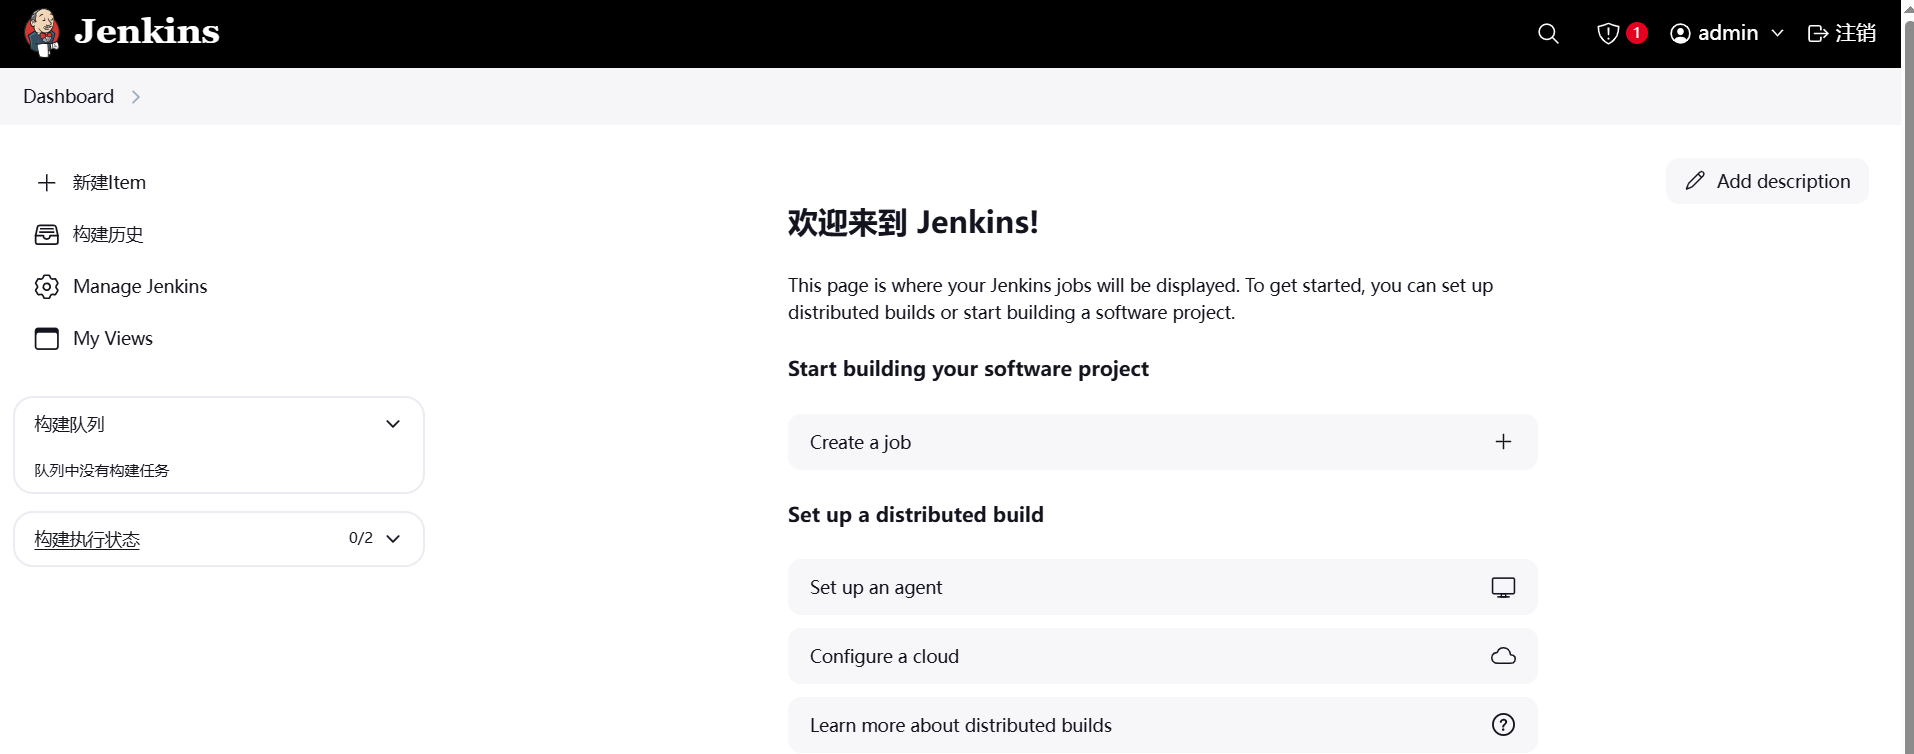 Jenkins
1
admin
注销
Dashboard
新建Item
构建历史
Manage Jenkins
My Views
构建队列
队列中没有构建任务
构建执行状态
0/2
Add description
欢迎来到 Jenkins!
This page is where your Jenkins jobs will be displayed. To get started, you can set up
distributed builds or start building a software project.
Start building your software project
Create a job
Set up a distributed build
Set up an agent
Configure a cloud
Learn more about distributed builds